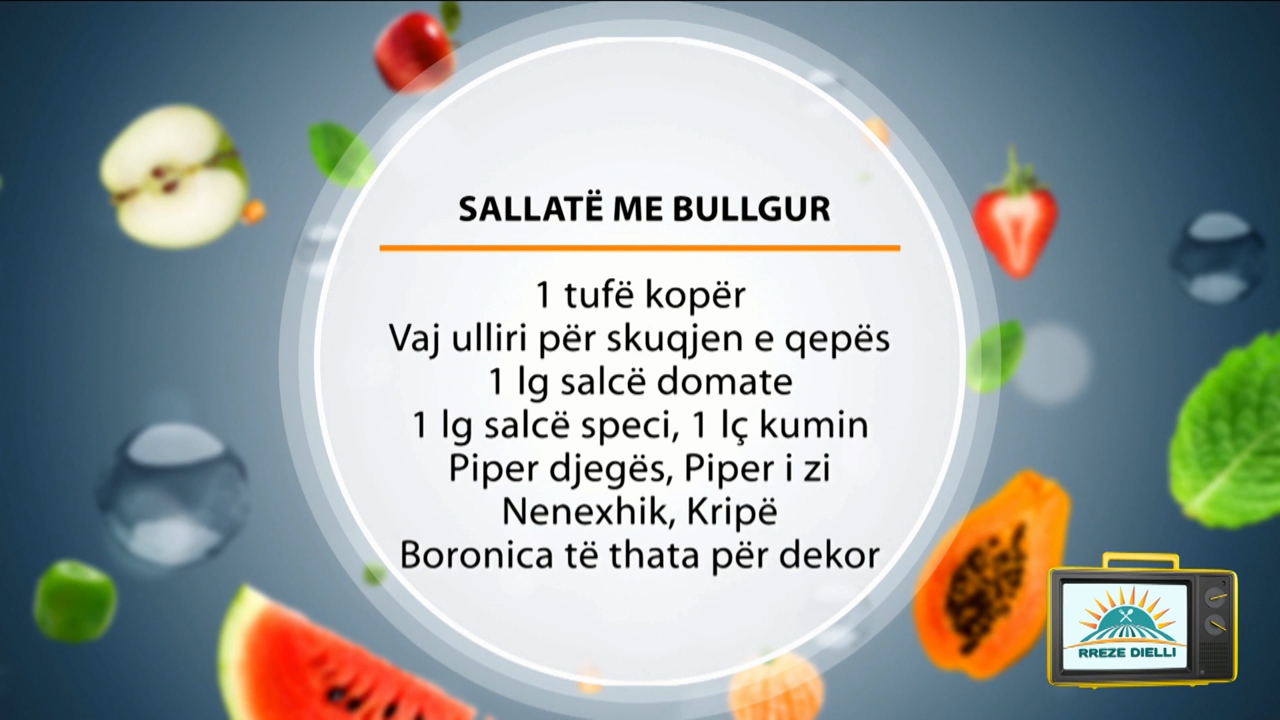 SALLATË ME BULLGUR
1 tufë kopër
Vaj ulliri për skuqjen e qepës
1 lg salcë domate
1 lg salcë speci, 1 lç kumin
Piper djegës, Piper i zi
Nenexhik, Kripë
Boronica të thata për dekor
RREZE DIELLI